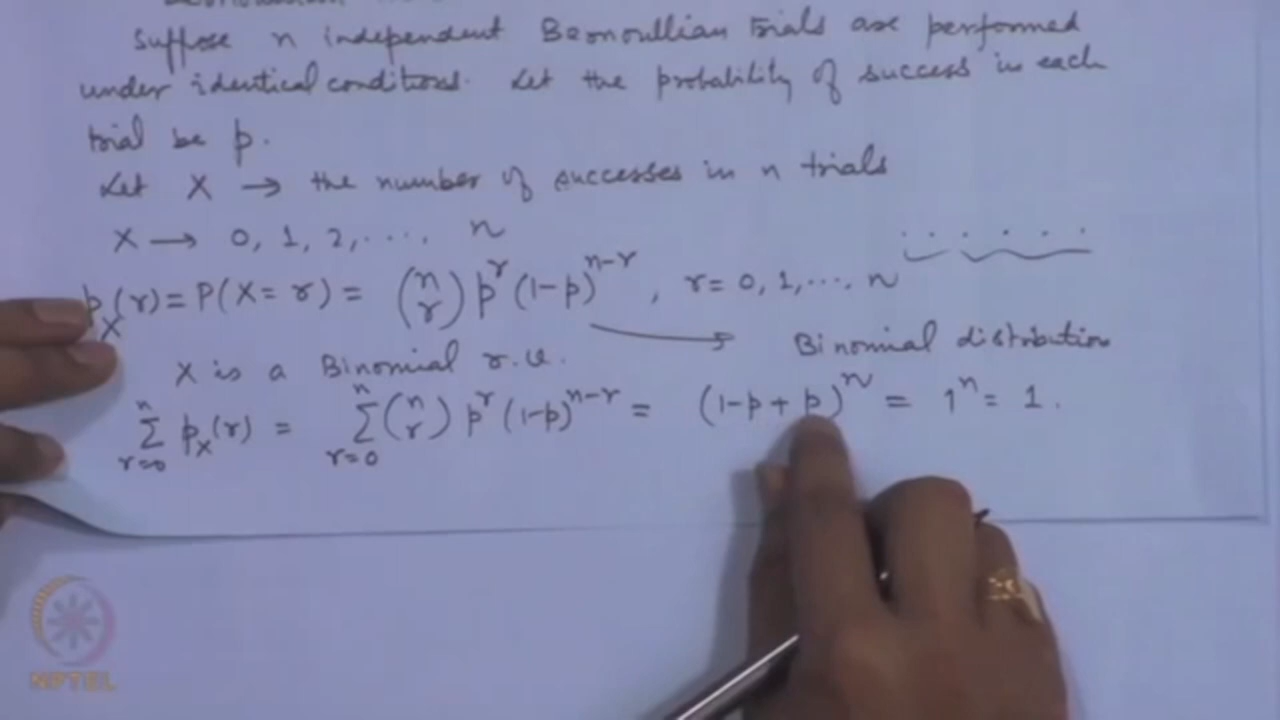 Suppose n independent Bernoullian trials are performed
under identical conditions. Let the probability of success in each
trial be p.
Let X → the number of successes in n trials
X → 0, 1, 2, ...., n
p_X(r) = P(X = r) = (n r) p^r (1-p)^{n-r}, r = 0, 1, ..., n
→ Binomial distribution
X is a Binomial r.v.
Σ_{r=0}^{n} p_X(r) = Σ_{r=0}^{n} (n r) p^r (1-p)^{n-r} = (1-p+p)^n = 1^n = 1.
NPTEL